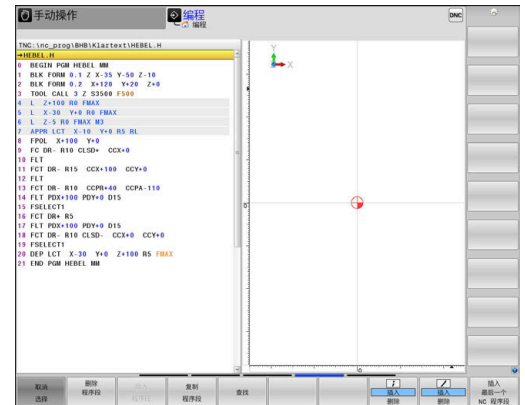 手动操作
编程
编程
DNC
TNC:\nc_prog\BHB\Klartext\HEBEL.H
→HEBEL.H
0 BEGIN PGM HEBEL MM
1 BLK FORM 0.1 Z X-35 Y-50 Z-10
2 BLK FORM 0.2 X+120 Y+20 Z+0
3 TOOL CALL 3 Z S3500 F500
4 L Z+100 R0 FMAX
5 L X-30 Y+0 R0 FMAX
6 L Z-5 R0 FMAX M3
7 APPR LCT X-10 Y+0 R5 RL
8 FPOL X+100 Y+0
9 FC DR- R10 CLSD+ CCX+0
10 FLT
11 FCT DR- R15 CCX+100 CCY+0
12 FLT
13 FCT DR- R10 CCPR+40 CCPA-110
14 FLT PDX+100 PDY+0 D15
15 FSELECT1
16 FCT DR+ R5
17 FLT PDX+100 PDY+0 D15
18 FCT DR- R10 CLSD- CCX+0 CCY+0
19 FSELECT1
20 DEP LCT X-30 Y+0 Z+100 R5 FMAX
21 END PGM HEBEL MM
Y
X
0
0
取消
选择
删除
程序段
插入
程序段
复制
程序段
查找
插入
删除
插入
删除
插入
最后一个
NC 程序段